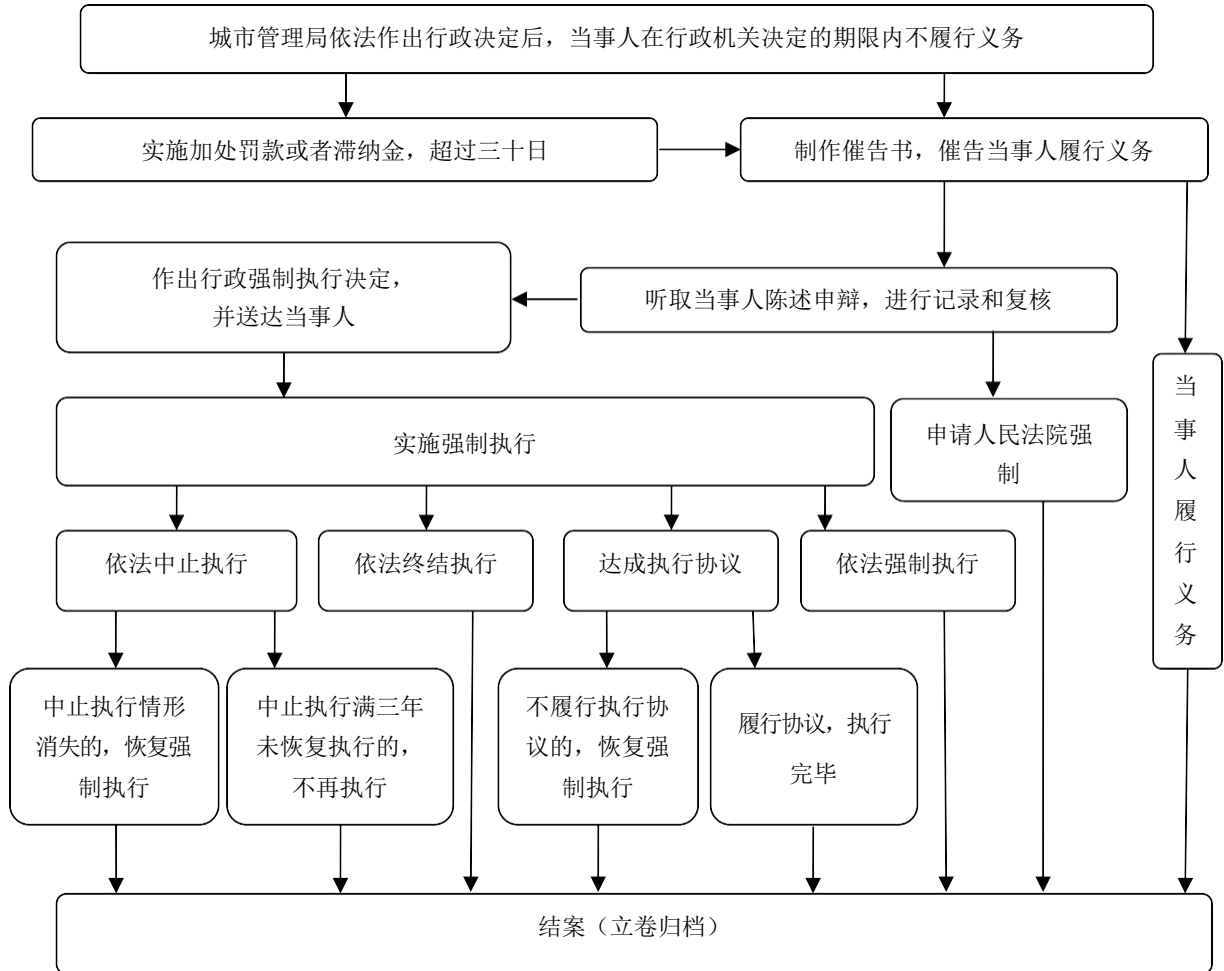 城市管理局依法作出行政决定后，当事人在行政机关决定的期限内不履行义务
实施加处罚款或者滞纳金，超过三十日
制作催告书，催告当事人履行义务
作出行政强制执行决定，
并送达当事人
听取当事人陈述申辩，进行记录和复核
当事人履行义务
实施强制执行
申请人民法院强
制
依法中止执行
依法终结执行
达成执行协议
依法强制执行
中止执行情形
消失的，恢复强
制执行
中止执行满三年
未恢复执行的，
不再执行
不履行执行协
议的，恢复强
制执行
履行协议，执行
完毕
结案（立卷归档）